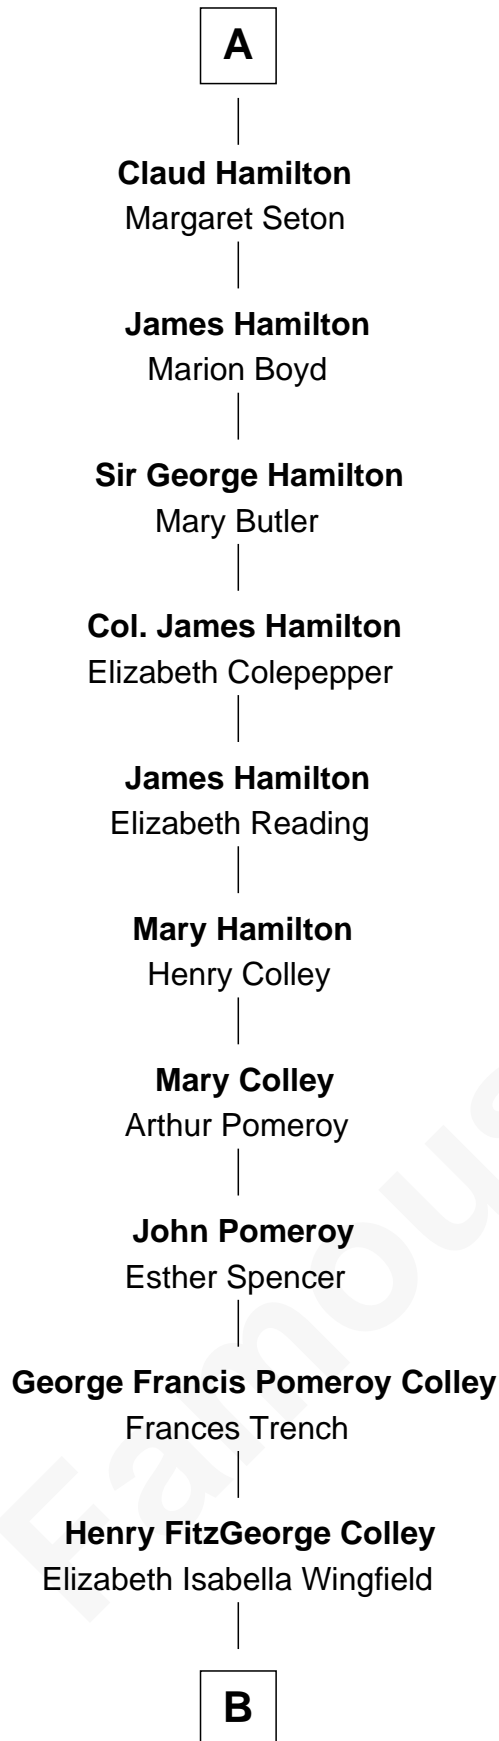 A
Claud Hamilton
Margaret Seton
James Hamilton
Marion Boyd
Sir George Hamilton
Mary Butler
Col. James Hamilton
Elizabeth Colepepper
James Hamilton
Elizabeth Reading
Mary Hamilton
Henry Colley
Mary Colley
Arthur Pomeroy
John Pomeroy
Esther Spencer
George Francis Pomeroy Colley
Frances Trench
Henry FitzGeorge Colley
Elizabeth Isabella Wingfield
B
Famous